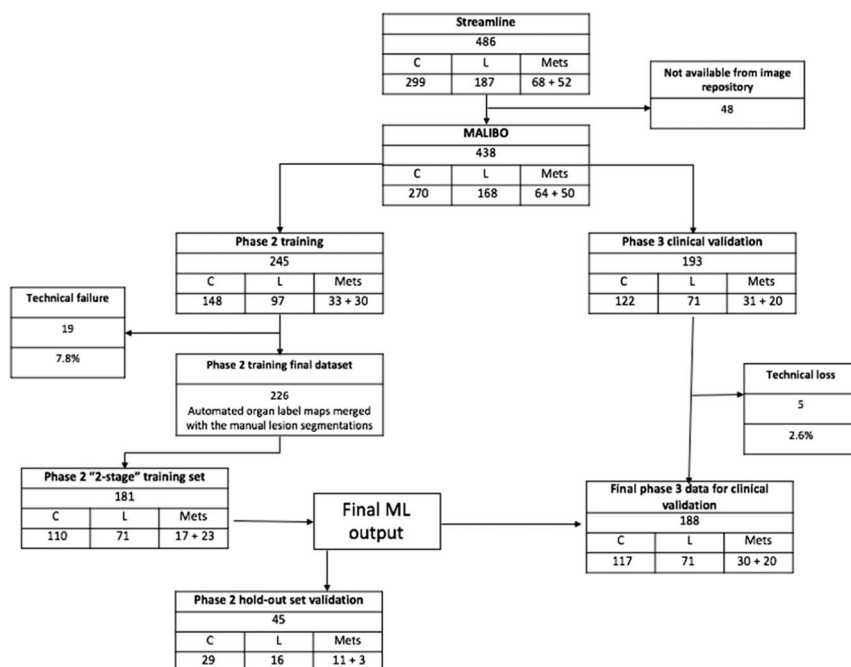 Streamline
486
C L Mets
299 187 68 + 52
Not available from image
repository
48
MALIBO
438
C L Mets
270 168 64 + 50
Phase 2 training
245
C L Mets
148 97 33 + 30
Phase 3 clinical validation
193
C L Mets
122 71 31 + 20
Technical failure
19
7.8%
Phase 2 training final dataset
226
Automated organ label maps merged
with the manual lesion segmentations
Technical loss
5
2.6%
Phase 2 "2-stage" training set
181
C L Mets
110 71 17 + 23
Final ML
output
Final phase 3 data for clinical
validation
188
C L Mets
117 71 30 + 20
Phase 2 hold-out set validation
45
C L Mets
29 16 11 + 3